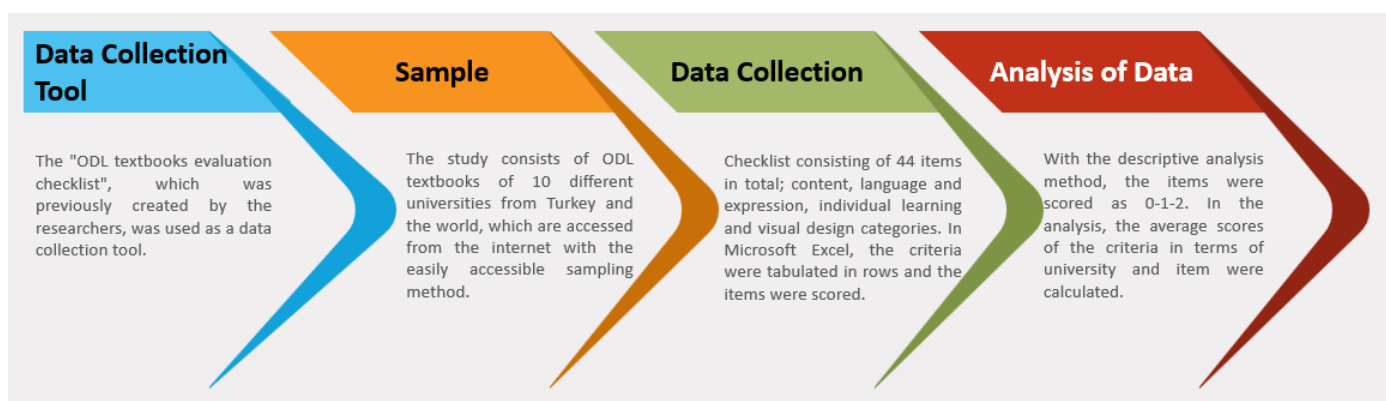 Data Collection
Tool
The "ODL textbooks evaluation
checklist", which was
previously created by the
researchers, was used as a data
collection tool.
Sample
The study consists of ODL
textbooks of 10 different
universities from Turkey and
the world, which are accessed
from the internet with the
easily accessible sampling
method.
Data Collection
Checklist consisting of 44 items
in total; content, language and
expression, individual learning
and visual design categories. In
Microsoft Excel, the criteria
were tabulated in rows and the
items were scored.
Analysis of Data
With the descriptive analysis
method, the items were
scored as 0-1-2. In the
analysis, the average scores
of the criteria in terms of
university and item were
calculated.